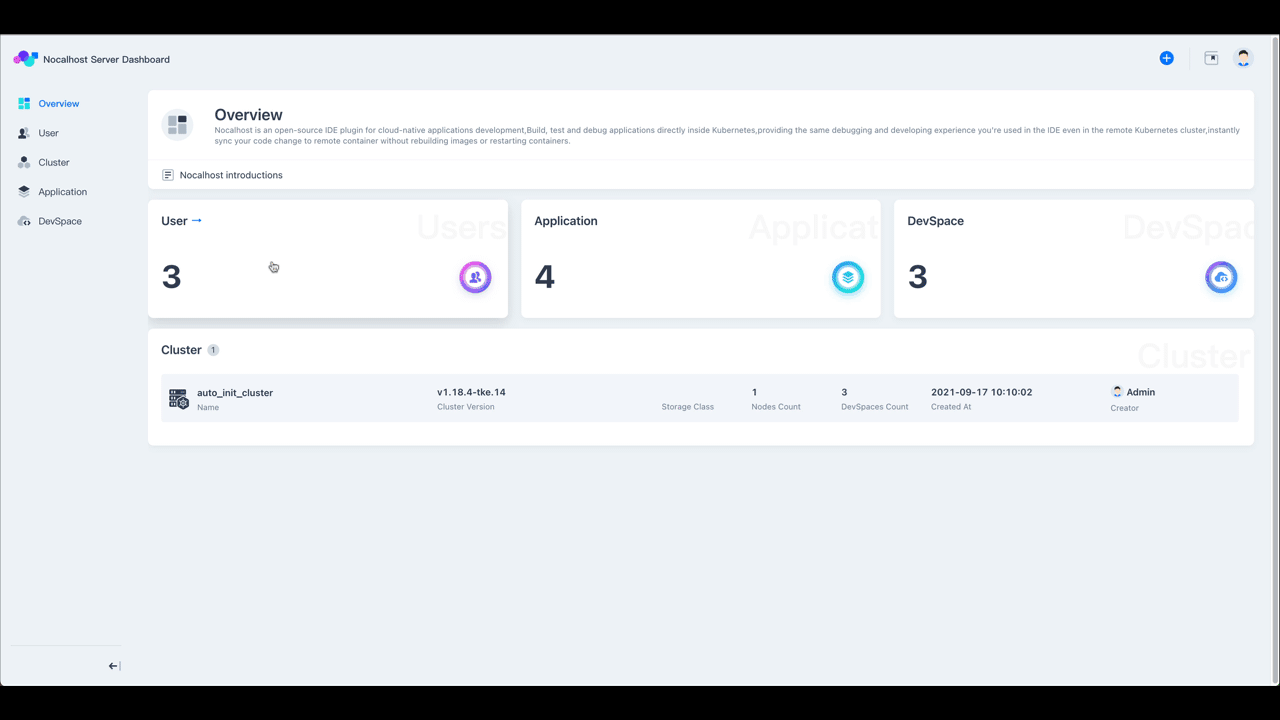 Nocalhost Server Dashboard
Overview
User
Cluster
Application
DevSpace
Overview
Nocalhost is an open-source IDE plugin for cloud-native applications development,Build, test and debug applications directly inside Kubernetes,providing the same debugging and developing experience you're used in the IDE even in the remote Kubernetes cluster,instantly
sync your code change to remote container without rebuilding images or restarting containers.
Nocalhost introductions
User →
Users
3
Application
Applicat
4
DevSpace
DevSpac
3
Cluster 1
Cluster
auto_init_cluster
Name
v1.18.4-tke.14
Cluster Version
Storage Class
1
Nodes Count
3
DevSpaces Count
2021-09-17 10:10:02
Created At
Admin
Creator